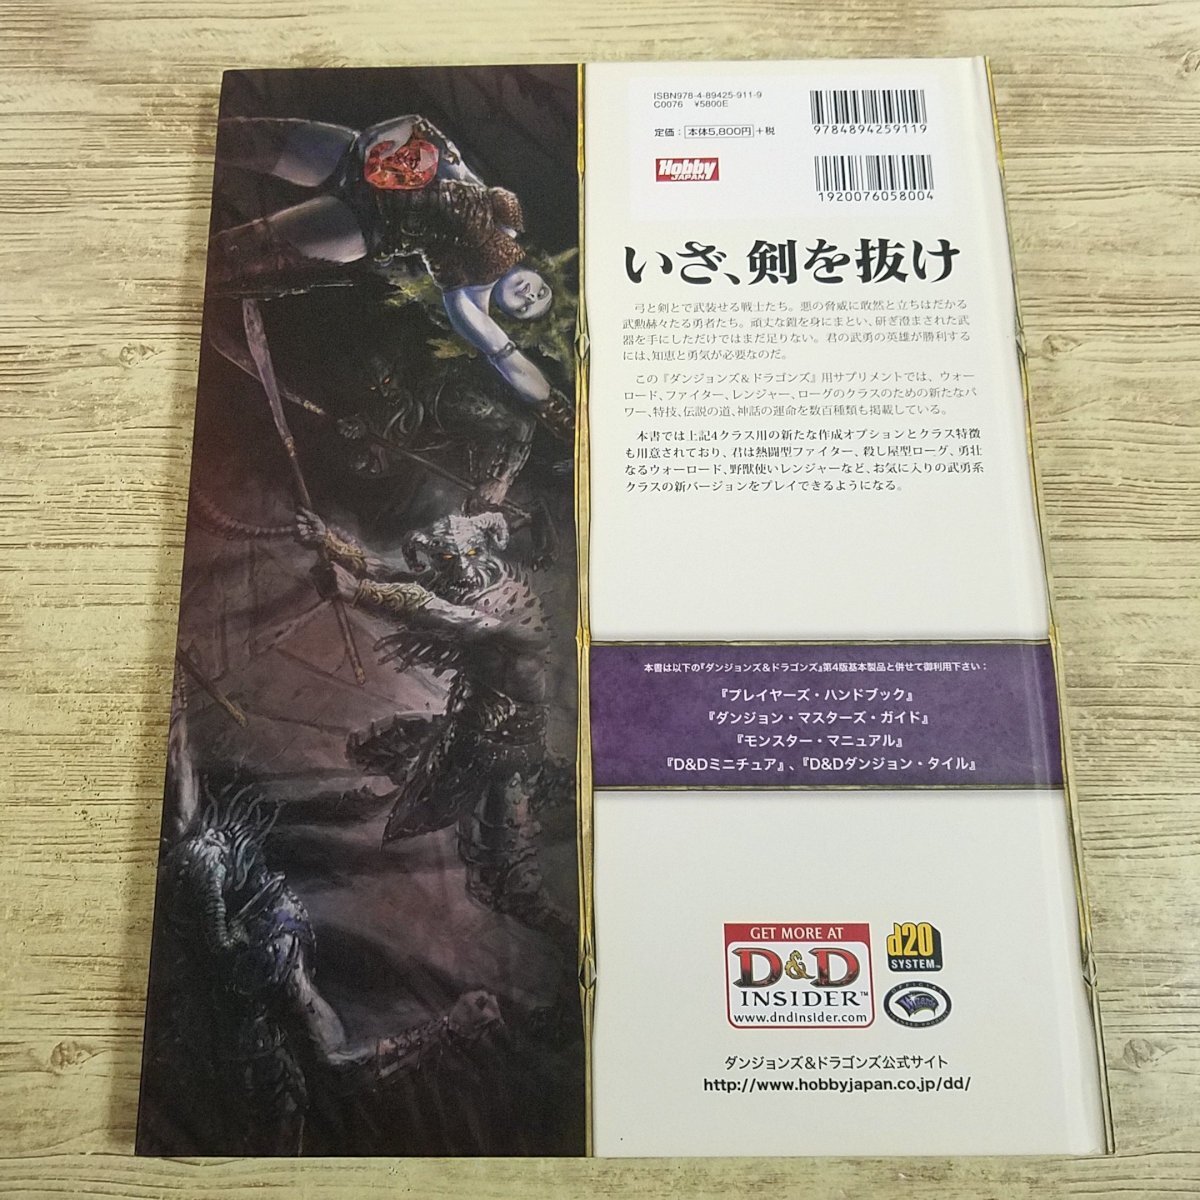 ISBN978-4-89425-911-9
C0076 ¥5800E
定価：本体5,800円+税
9784894259119
Hobby
JAPAN
1920076058004
いざ、剣を抜け
弓と剣とで武装せる戦士たち。悪の脅威に敢然と立ちはだかる
武勲赫々たる勇者たち。頑丈な鎧を身にまとい、研ぎ澄まされた武
器を手にしただけではまだ足りない。君の武勇の英雄が勝利する
には、知恵と勇気が必要なのだ。
この『ダンジョンズ＆ドラゴンズ』用サプリメントでは、ウォー
ロード、ファイター、レンジャー、ローグのクラスのための新たなパ
ワー、特技、伝説の道、神話の運命を数百種類も掲載している。
本書では上記4クラス用の新たな作成オプションとクラス特徴
も用意されており、君は熱闘型ファイター、殺し屋型ローグ、勇壮
なるウォーロード、野獣使いレンジャーなど、お気に入りの武勇系
クラスの新バージョンをプレイできるようになる。
本書は以下の『ダンジョンズ＆ドラゴンズ』第4版基本製品と併せて御利用下さい：
『プレイヤーズ・ハンドブック』
『ダンジョン・マスターズ・ガイド』
『モンスター・マニュアル』
『D&Dミニチュア』、『D&Dダンジョン・タイル』
GET MORE AT
D&D
INSIDER™
www.dndinsider.com
d20
SYSTEM™
OFFICIAL
Wizards
ダンジョンズ＆ドラゴンズ公式サイト
http://www.hobbyjapan.co.jp/dd/